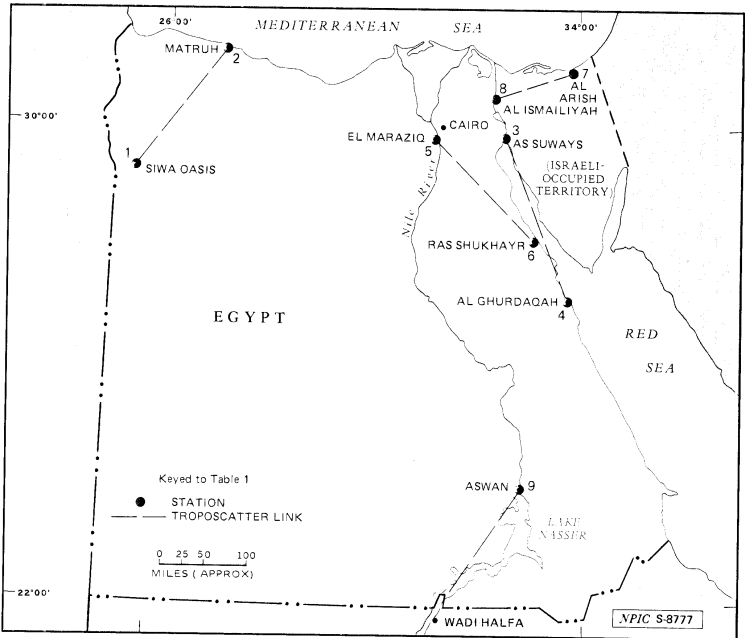 26°00'
MEDITERRANEAN SEA
34°00'
MATRUH
2
7
AL
ARISH
8
AL ISMAILIYAH
30°00'
CAIRO
3
EL MARAZIQ
5
AS SUWAYS
1
SIWA OASIS
(ISRAELI-
OCCUPIED
TERRITORY)
Nile River
RAS SHUKHAYR
6
AL GHURDAQAH
4
EGYPT
RED
SEA
Keyed to Table 1
STATION
TROPOSCATTER LINK
ASWAN
9
LAKE
NASSER
0 25 50 100
MILES (APPROX)
22°00'
WADI HALFA
NPIC S-8777